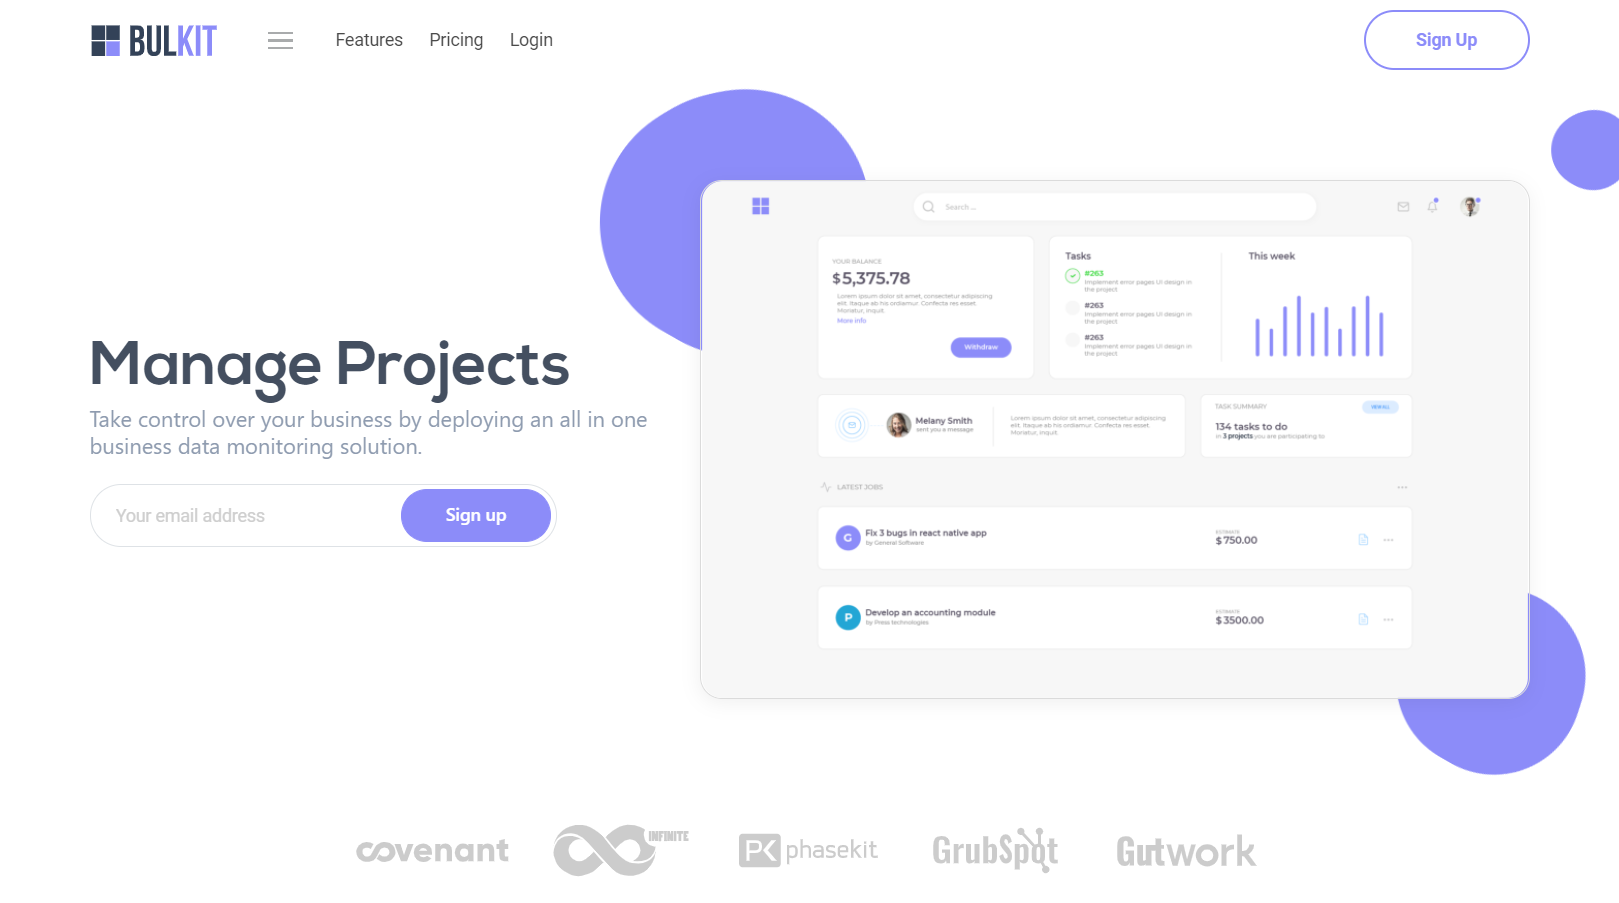 BULKIT
Features Pricing Login
Sign Up
Search ...
YOUR BALANCE
$5,375.78
Lorem ipsum dolor sit amet, consectetur adipiscing
elit. Itaque ab his ordiamur. Confecta res esset.
Moriatur, inquit.
More info
Withdraw
Tasks
#263
Implement error pages UI design in
the project
#263
Implement error pages UI design in
the project
#263
Implement error pages UI design in
the project
This week
Manage Projects
Take control over your business by deploying an all in one
business data monitoring solution.
Your email address
Sign up
Melany Smith
sent you a message
Lorem ipsum dolor sit amet, consectetur adipiscing
elit. Itaque ab his ordiamur. Confecta res esset.
Moriatur, inquit.
TASK SUMMARY
SEE ALL
134 tasks to do
in 3 projects you are participating to
LATEST JOBS
G
Fix 3 bugs in react native app
by General Software
ESTIMATE
$750.00
P
Develop an accounting module
by Press technologies
ESTIMATE
$3500.00
covenant
INFINITE
PK phasekit
GrubSpot
Gutwork